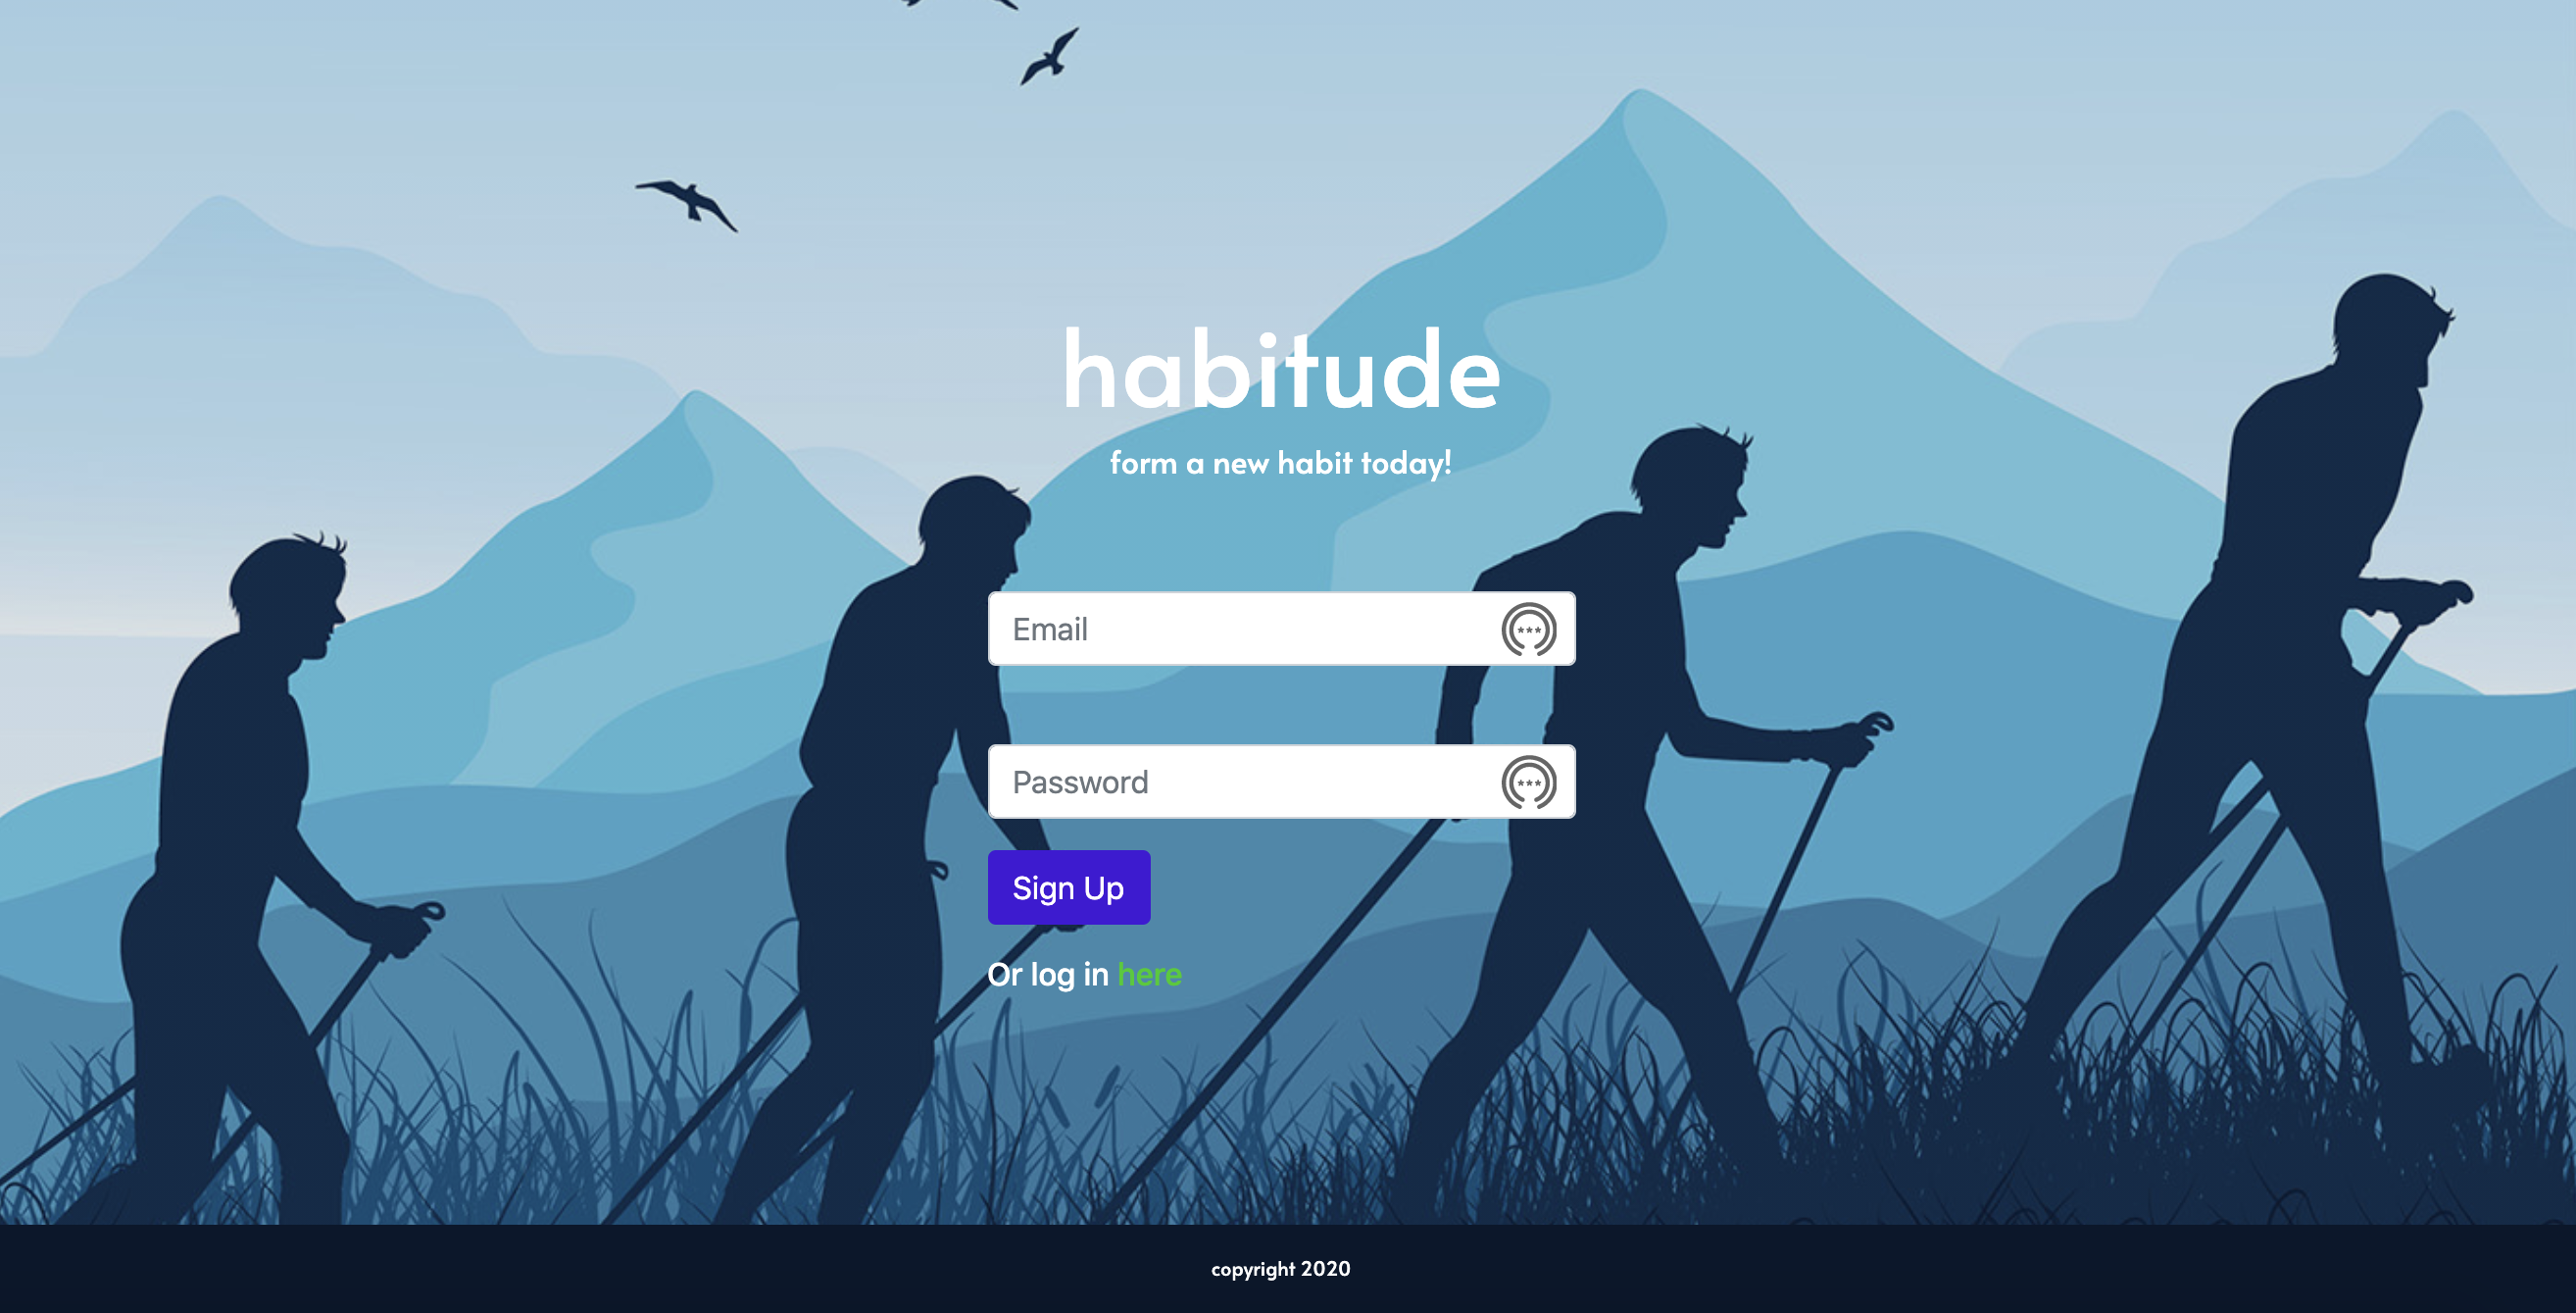 habitude
form a new habit today!
Email
Password
Sign Up
Or log in here
copyright 2020